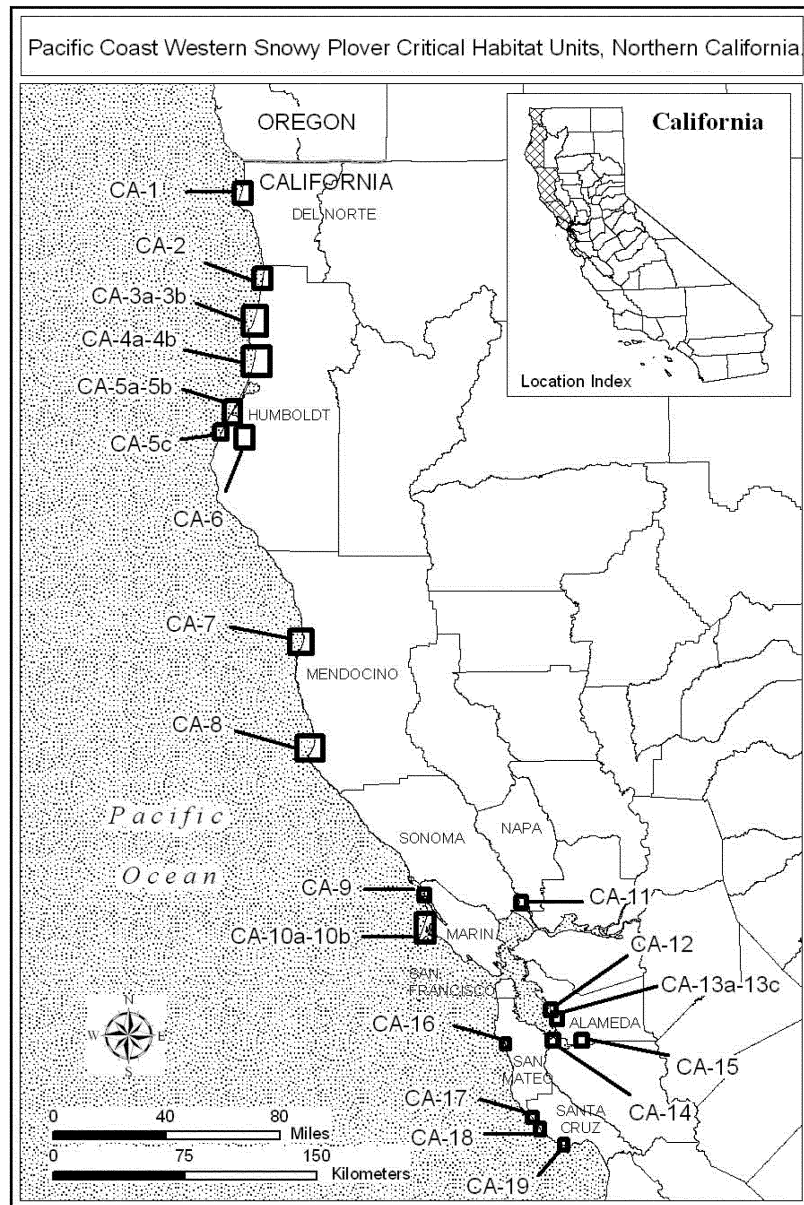 Pacific Coast Western Snowy Plover Critical Habitat Units, Northern California.
OREGON
California
CALIFORNIA
CA-1
DEL NORTE
CA-2
CA-3a-3b
CA-4a-4b
Location Index
CA-5a-5b
HUMBOLDT
CA-5c
CA-6
CA-7
MENDOCINO
CA-8
Pacific
Ocean
SONOMA
NAPA
CA-9
CA-11
CA-10a-10b
MARIN
CA-12
SAN
FRANCISCO
CA-13a-13c
N
W
E
S
CA-16
ALAMEDA
SAN
MATEO
CA-15
CA-14
CA-17
SANTA
CRUZ
CA-18
CA-19
0 40 80
Miles
0 75 150
Kilometers